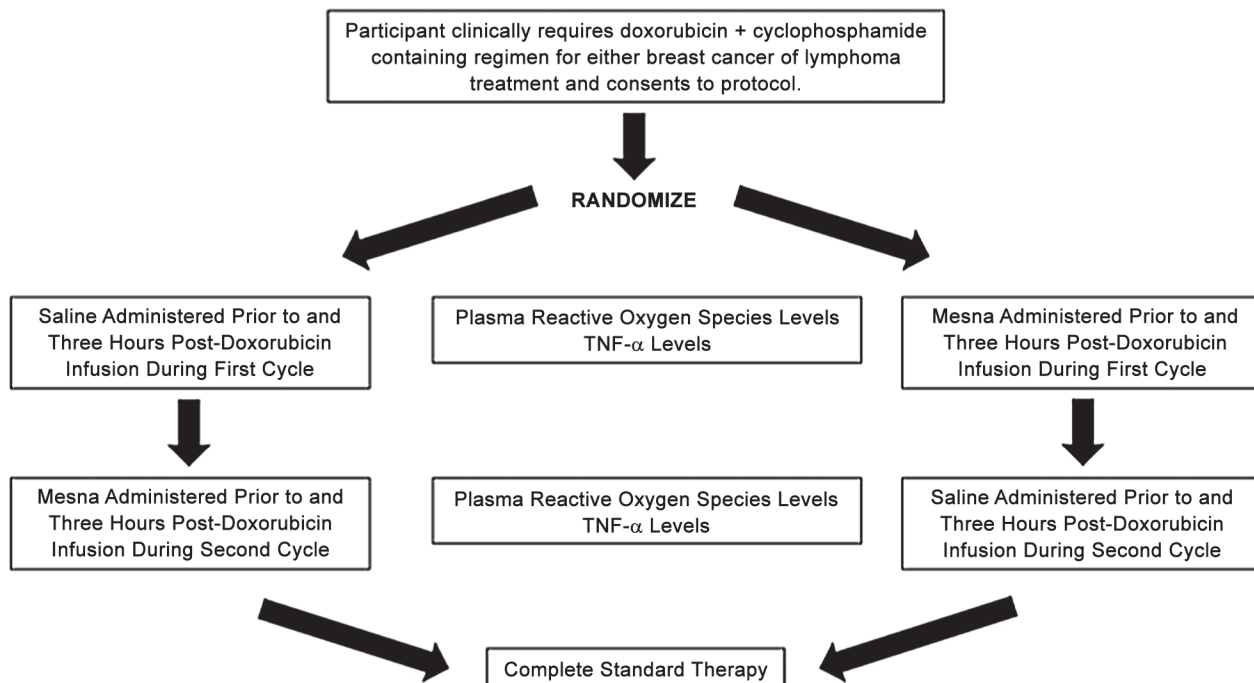 Participant clinically requires doxorubicin + cyclophosphamide
containing regimen for either breast cancer of lymphoma
treatment and consents to protocol.
RANDOMIZE
Saline Administered Prior to and
Three Hours Post-Doxorubicin
Infusion During First Cycle
Plasma Reactive Oxygen Species Levels
TNF-α Levels
Mesna Administered Prior to and
Three Hours Post-Doxorubicin
Infusion During First Cycle
Mesna Administered Prior to and
Three Hours Post-Doxorubicin
Infusion During Second Cycle
Plasma Reactive Oxygen Species Levels
TNF-α Levels
Saline Administered Prior to and
Three Hours Post-Doxorubicin
Infusion During Second Cycle
Complete Standard Therapy